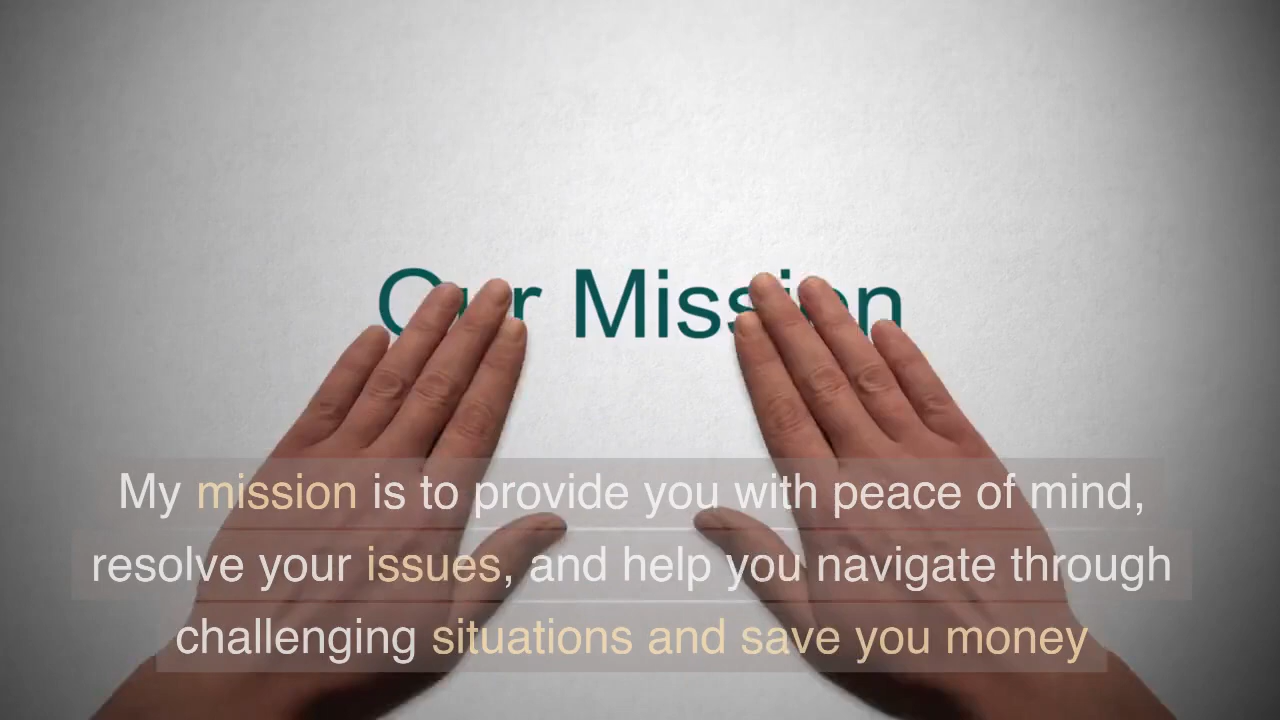 Our Mission
My mission is to provide you with peace of mind,
resolve your issues, and help you navigate through
challenging situations and save you money